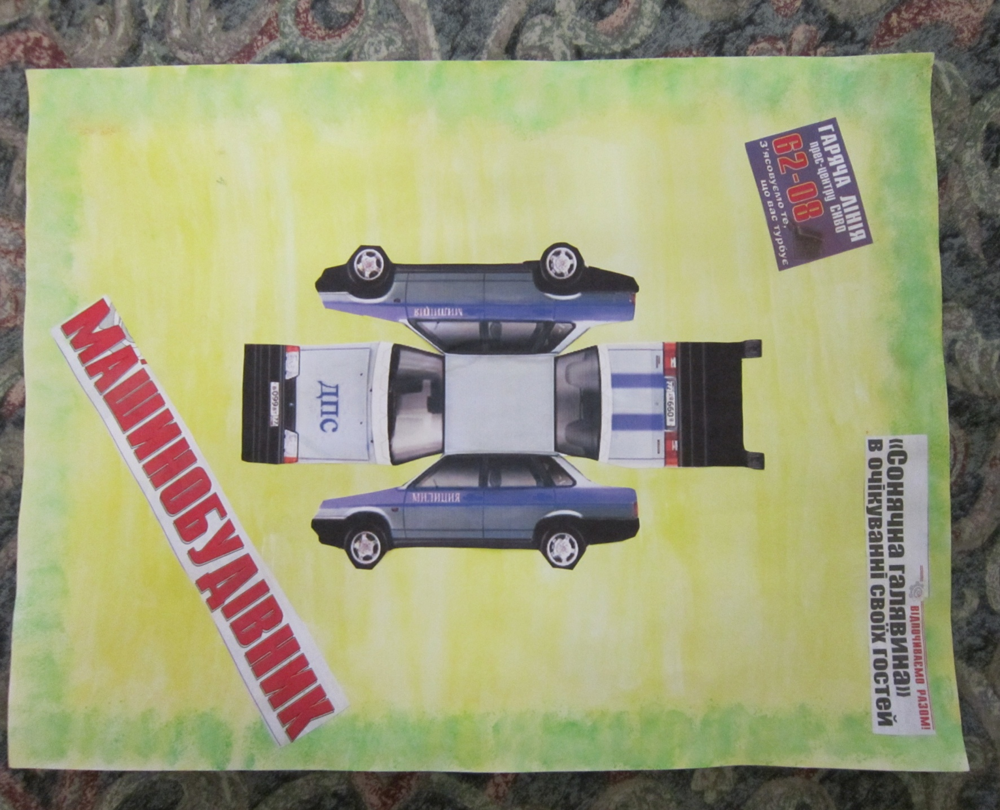 ГАРЯЧА ЛІНІЯ
прес-центру СНВО
62-08
З'ясовуємо те,
що вас турбує
МАШИНОБУДІВНИК
милиция
ДПС
милиция
ВІДПОЧИВАЄМО РАЗОМ!
«Сонячна галявина»
в очікуванні своїх гостей